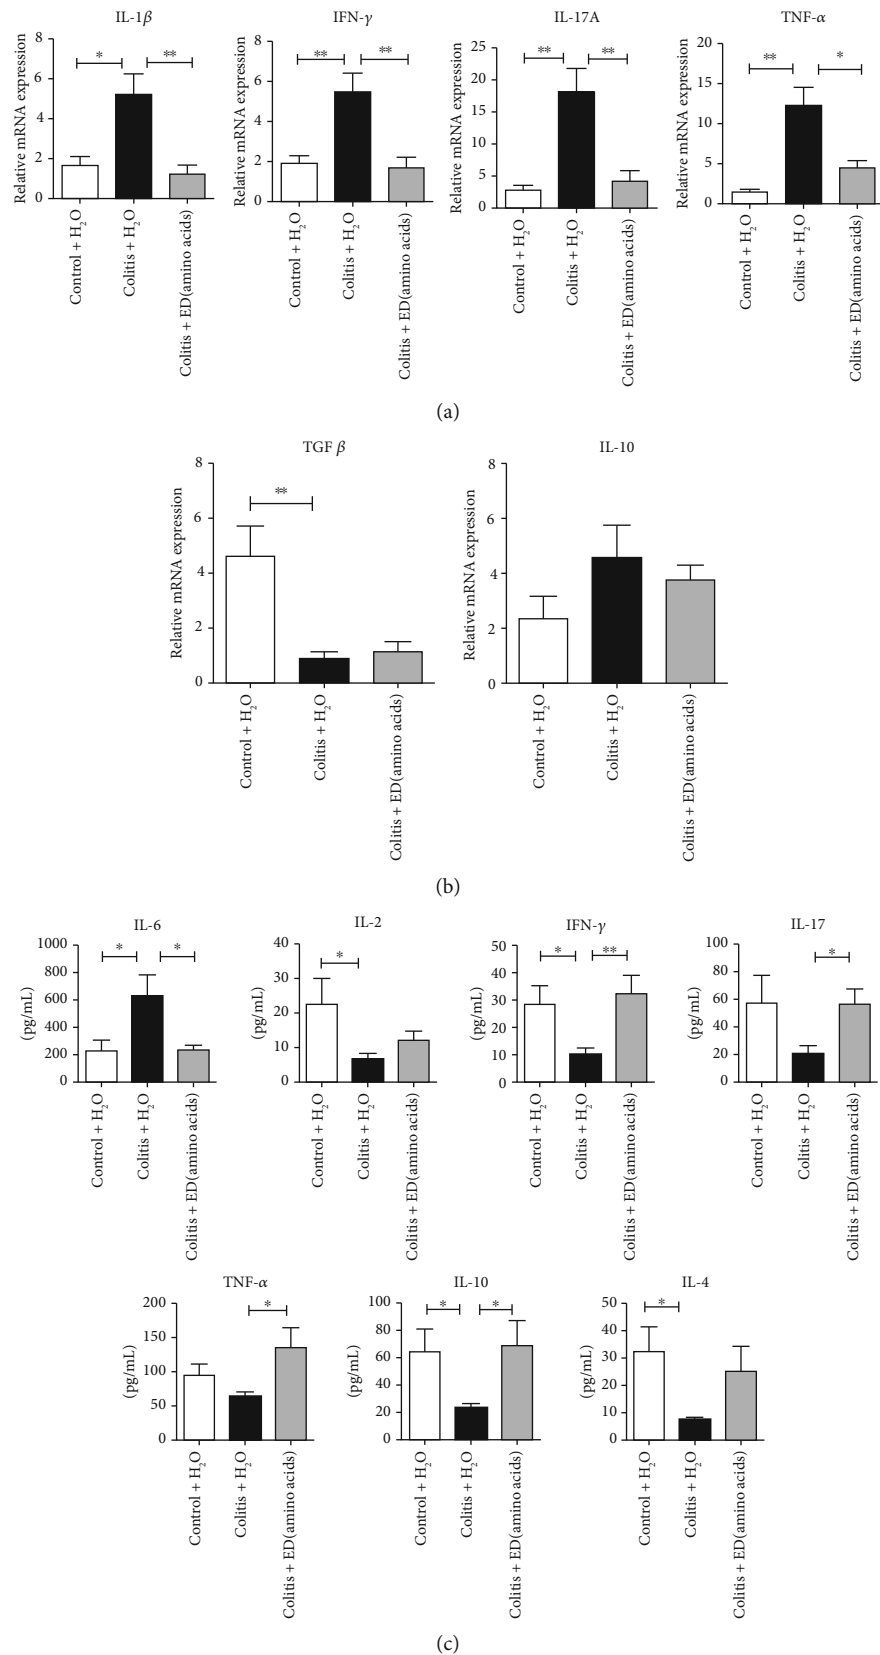 IL-1β
Relative mRNA expression
8
6
4
2
0
*
**
Control + H₂O
Colitis + H₂O
Colitis + ED(amino acids)
IFN-γ
Relative mRNA expression
8
6
4
2
0
**
**
Control + H₂O
Colitis + H₂O
Colitis + ED(amino acids)
IL-17A
Relative mRNA expression
25
20
15
10
5
0
**
**
Control + H₂O
Colitis + H₂O
Colitis + ED(amino acids)
TNF-α
Relative mRNA expression
20
15
10
5
0
**
*
Control + H₂O
Colitis + H₂O
Colitis + ED(amino acids)
(a)
TGF β
Relative mRNA expression
8
6
4
2
0
**
Control + H₂O
Colitis + H₂O
Colitis + ED(amino acids)
IL-10
Relative mRNA expression
8
6
4
2
0
Control + H₂O
Colitis + H₂O
Colitis + ED(amino acids)
(b)
IL-6
(pg/mL)
1000
800
600
400
200
0
*
*
Control + H₂O
Colitis + H₂O
Colitis + ED(amino acids)
IL-2
(pg/mL)
40
30
20
10
0
*
Control + H₂O
Colitis + H₂O
Colitis + ED(amino acids)
IFN-γ
(pg/mL)
50
40
30
20
10
0
*
**
Control + H₂O
Colitis + H₂O
Colitis + ED(amino acids)
IL-17
(pg/mL)
100
80
60
40
20
0
*
Control + H₂O
Colitis + H₂O
Colitis + ED(amino acids)
TNF-α
(pg/mL)
200
150
100
50
0
*
Control + H₂O
Colitis + H₂O
Colitis + ED(amino acids)
IL-10
(pg/mL)
100
80
60
40
20
0
*
*
Control + H₂O
Colitis + H₂O
Colitis + ED(amino acids)
IL-4
(pg/mL)
50
40
30
20
10
0
*
Control + H₂O
Colitis + H₂O
Colitis + ED(amino acids)
(c)